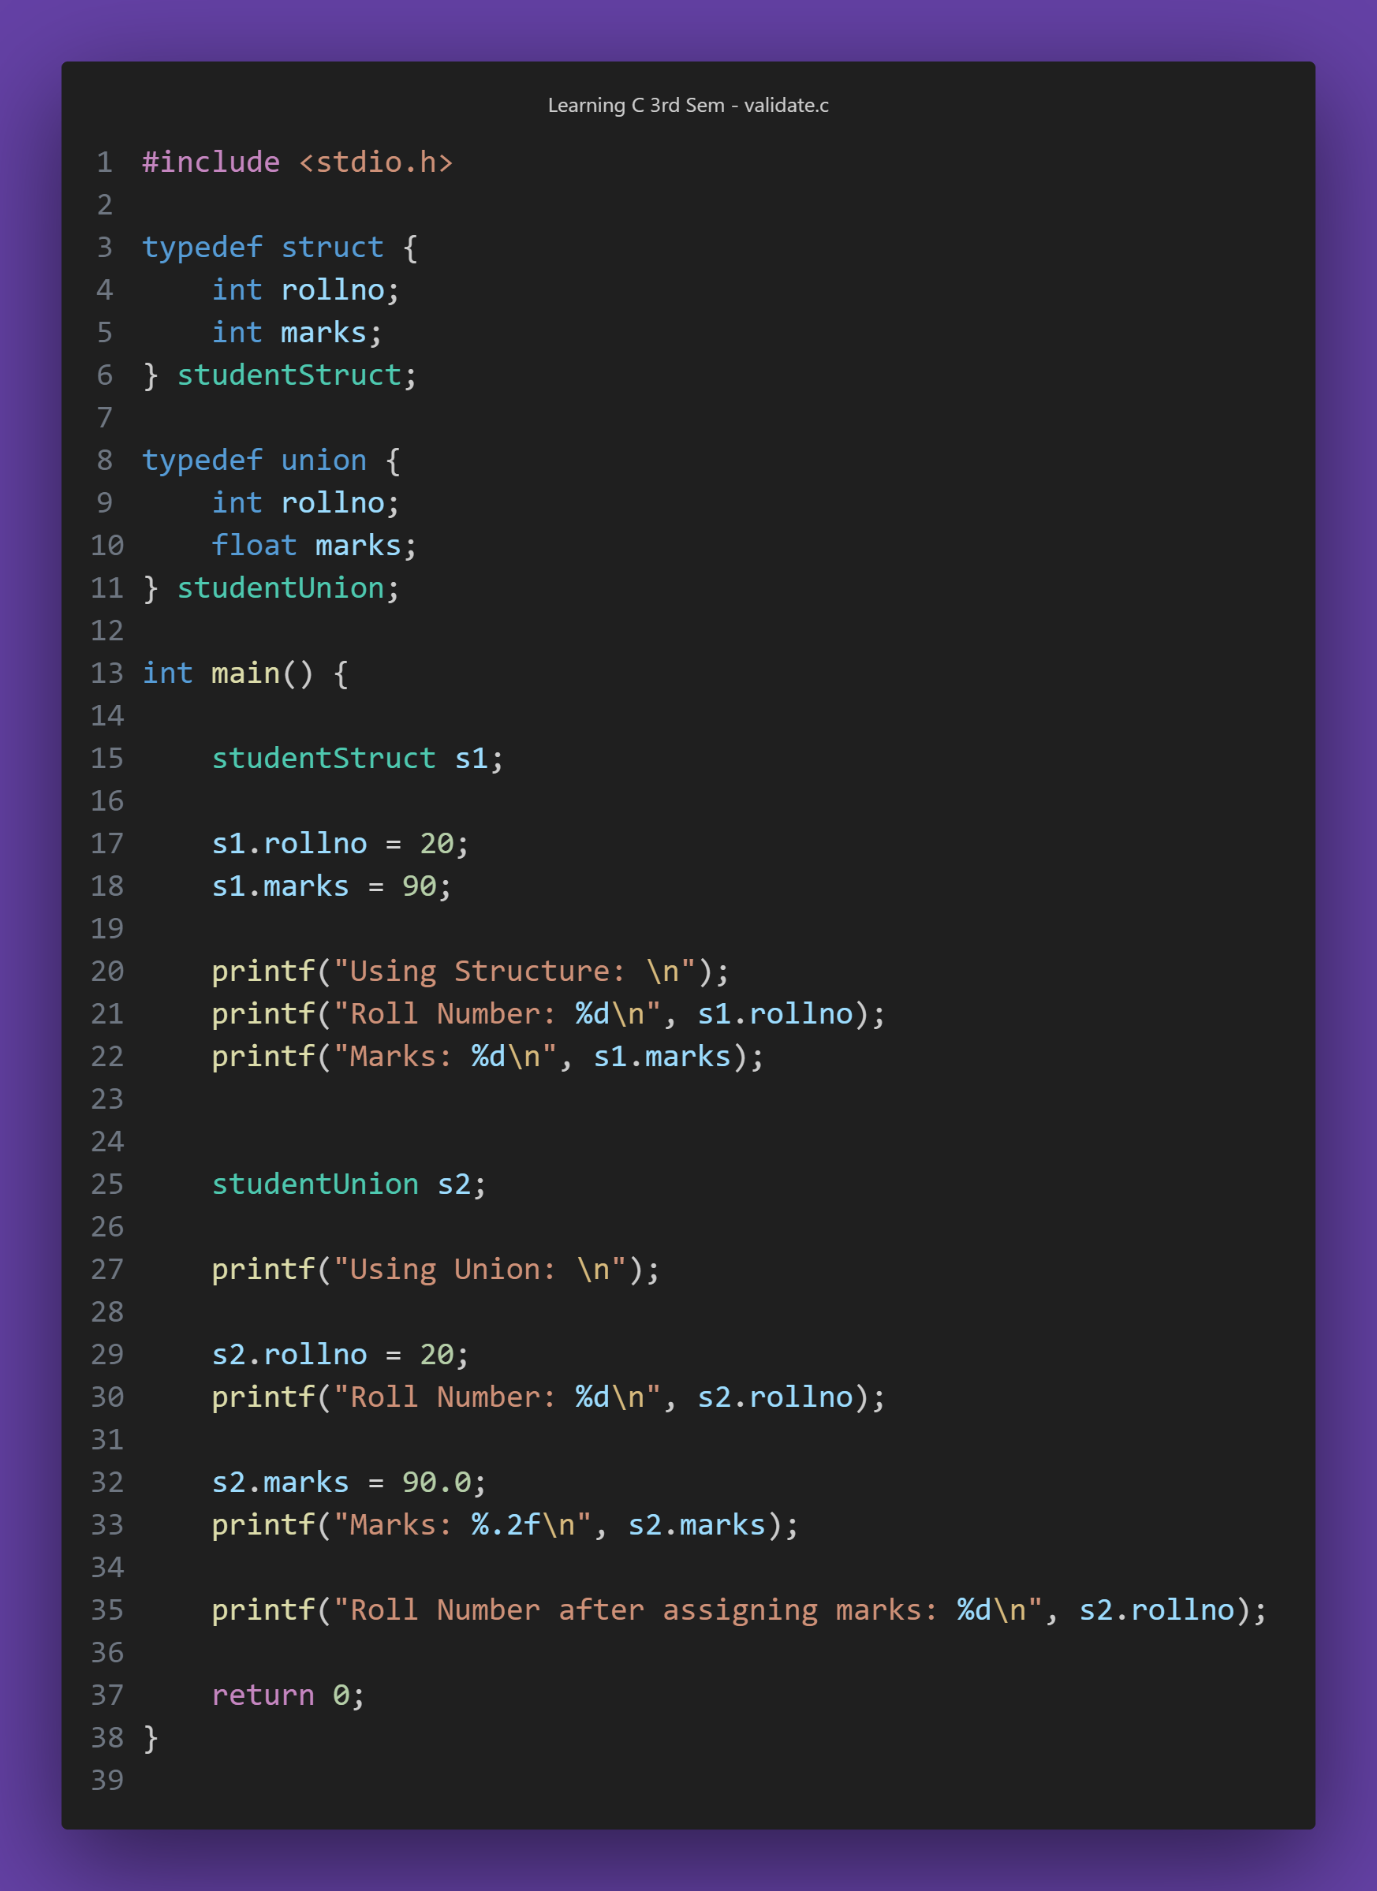 Learning C 3rd Sem - validate.c
1 #include <stdio.h>
2
3 typedef struct {
4     int rollno;
5     int marks;
6 } studentStruct;
7
8 typedef union {
9     int rollno;
10     float marks;
11 } studentUnion;
12
13 int main() {
14
15     studentStruct s1;
16
17     s1.rollno = 20;
18     s1.marks = 90;
19
20     printf("Using Structure: \n");
21     printf("Roll Number: %d\n", s1.rollno);
22     printf("Marks: %d\n", s1.marks);
23
24
25     studentUnion s2;
26
27     printf("Using Union: \n");
28
29     s2.rollno = 20;
30     printf("Roll Number: %d\n", s2.rollno);
31
32     s2.marks = 90.0;
33     printf("Marks: %.2f\n", s2.marks);
34
35     printf("Roll Number after assigning marks: %d\n", s2.rollno);
36
37     return 0;
38 }
39